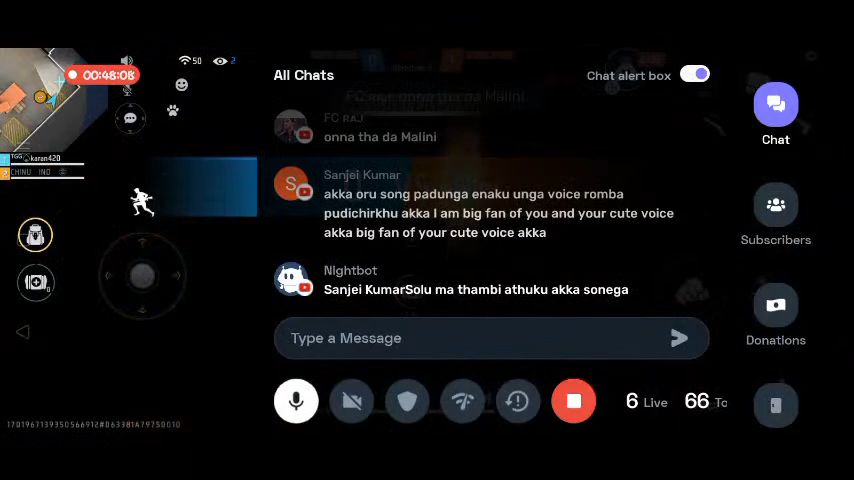 00:48:08
50
2
All Chats
Chat alert box
FC RAJ
onna tha da Malini
Chat
karan420
CHINU IND
Sanjei Kumar
akka oru song padunga enaku unga voice romba
pudichirkhu akka I am big fan of you and your cute voice
akka big fan of your cute voice akka
Subscribers
Nightbot
Sanjei KumarSolu ma thambi athuku akka sonega
Type a Message
Donations
6 Live
66 To